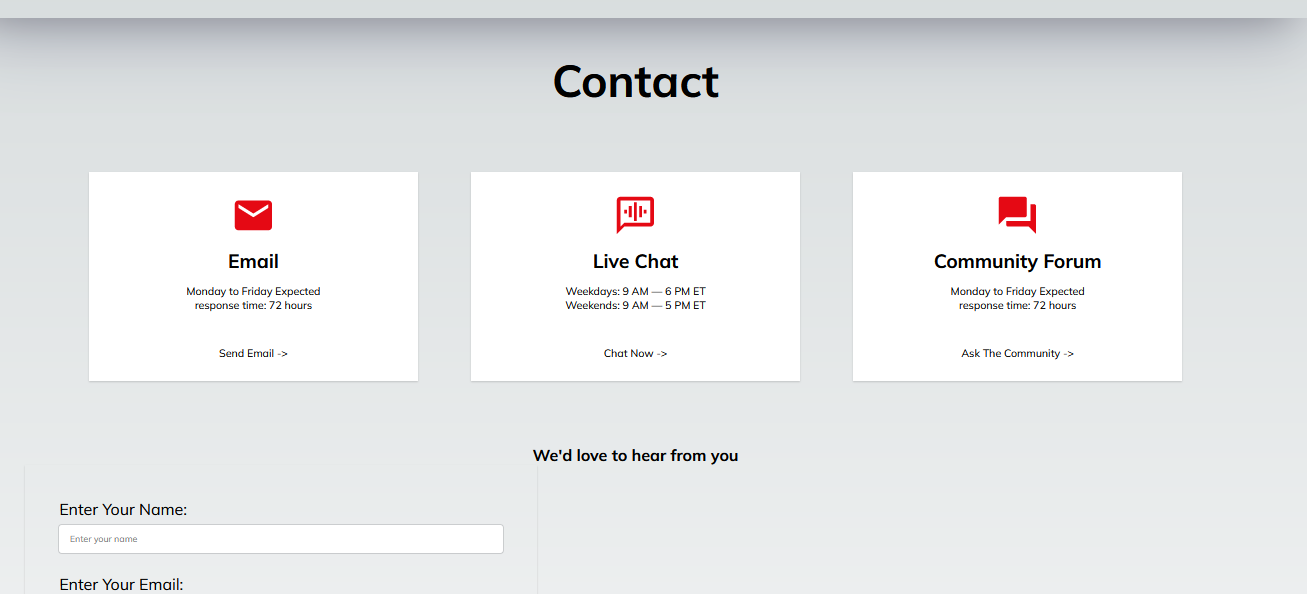 Contact
Email
Monday to Friday Expected
response time: 72 hours
Send Email ->
Live Chat
Weekdays: 9 AM — 6 PM ET
Weekends: 9 AM — 5 PM ET
Chat Now ->
Community Forum
Monday to Friday Expected
response time: 72 hours
Ask The Community ->
We'd love to hear from you
Enter Your Name:
Enter your name
Enter Your Email: